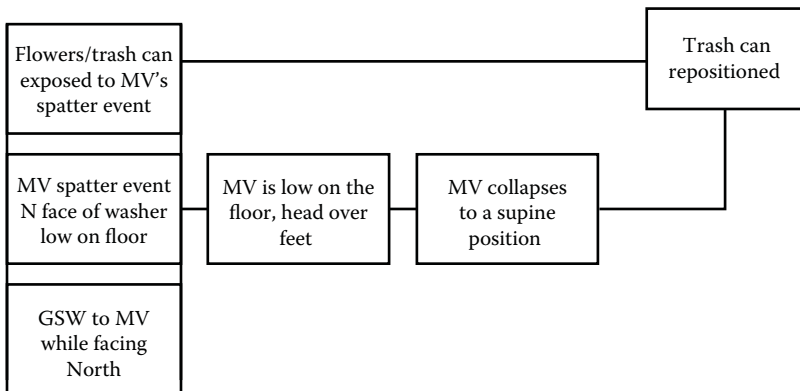 Flowers/trash can
exposed to MV's
spatter event
Trash can
repositioned
MV spatter event
N face of washer
low on floor
MV is low on the
floor, head over
feet
MV collapses
to a supine
position
GSW to MV
while facing
North